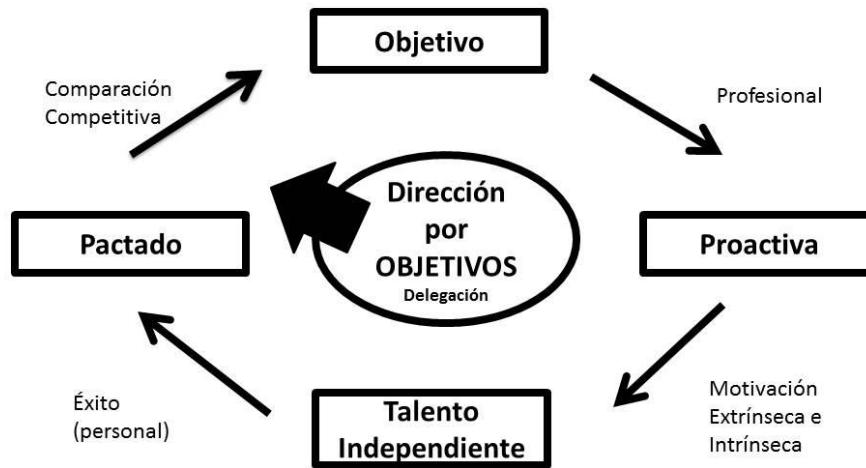 Objetivo
Comparación
Competitiva
Profesional
Dirección
por
OBJETIVOS
Delegación
Pactado
Proactiva
Éxito
(personal)
Talento
Independiente
Motivación
Extrínseca e
Intrínseca